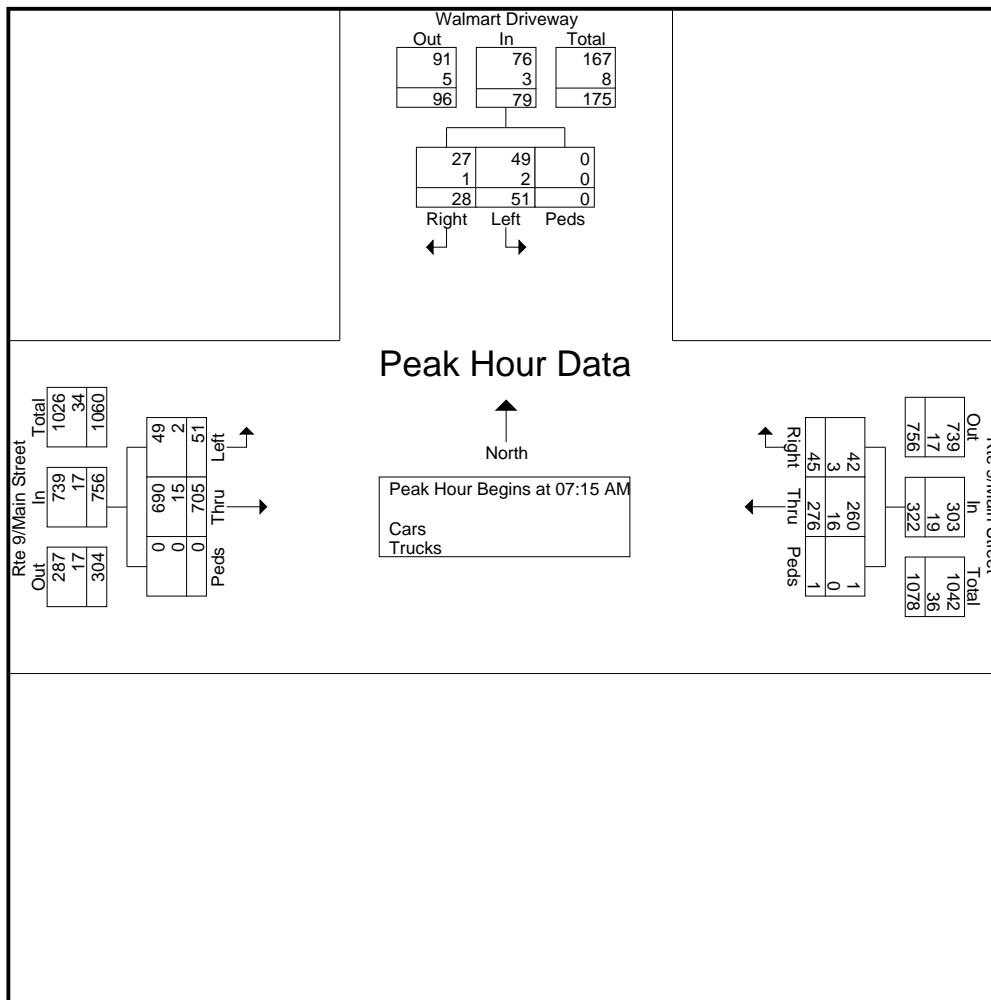 Walmart Driveway
Out In Total
91 76 167
5 3 8
96 79 175
27 49 0
1 2 0
28 51 0
Right Left Peds
Peak Hour Data
North
Peak Hour Begins at 07:15 AM
Cars
Trucks
Rte 9/Main Street
Total In Out
1026 739 287
34 17 17
1060 756 304
49 690 0
2 15 0
51 705 0
Left Thru Peds
Rte 9/Main Street
Out In Total
739 303 1042
17 19 36
756 322 1078
42 260 1
3 16 0
45 276 1
Right Thru Peds